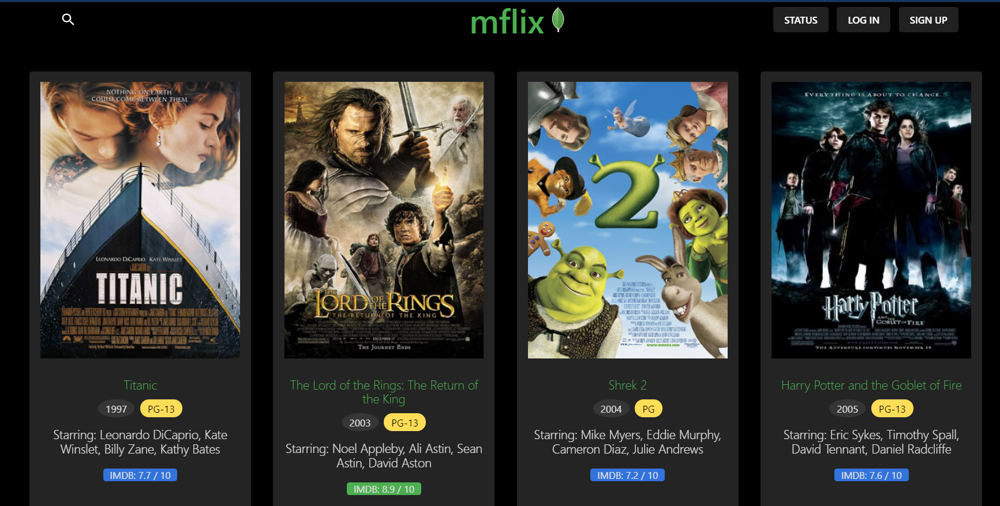 mflix
STATUS
LOG IN
SIGN UP
NOTHING ON EARTH
COULD COME BETWEEN THEM.
LEONARDO DICAPRIO KATE WINSLET
TITANIC
Titanic
1997 PG-13
Starring: Leonardo DiCaprio, Kate
Winslet, Billy Zane, Kathy Bates
IMDB: 7.7 / 10
THE
LORD OF THE RINGS
THE RETURN OF THE KING
THE JOURNEY ENDS
The Lord of the Rings: The Return of
the King
2003 PG-13
Starring: Noel Appleby, Ali Astin, Sean
Astin, David Aston
IMDB: 8.9 / 10
2
Shrek 2
2004 PG
Starring: Mike Myers, Eddie Murphy,
Cameron Diaz, Julie Andrews
IMDB: 7.2 / 10
EVERYTHING IS ABOUT TO CHANGE.
Harry Potter
AND THE
GOBLET OF FIRE
THE ADVENTURE CONTINUES NOVEMBER 18
Harry Potter and the Goblet of Fire
2005 PG-13
Starring: Eric Sykes, Timothy Spall,
David Tennant, Daniel Radcliffe
IMDB: 7.6 / 10